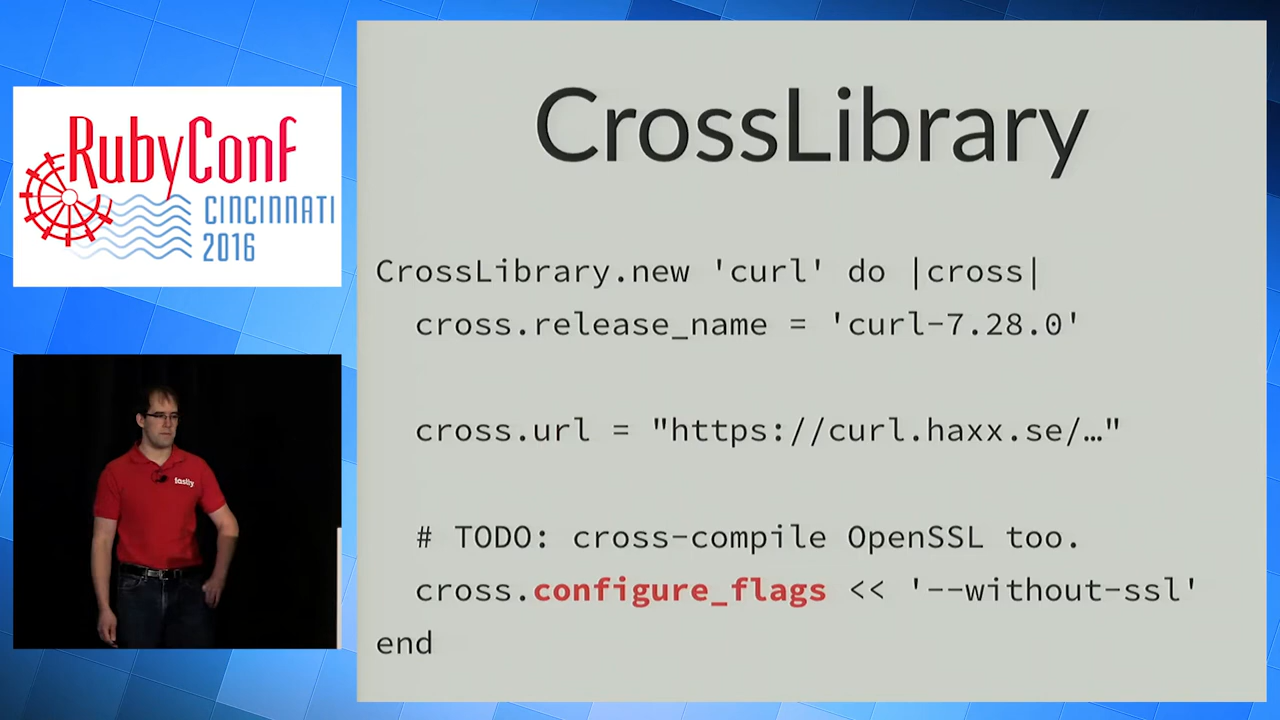 RubyConf
CINCINNATI
2016
fastly
CrossLibrary
CrossLibrary.new 'curl' do |cross|
cross.release_name = 'curl-7.28.0'
cross.url = "https://curl.haxx.se/…"
# TODO: cross-compile OpenSSL too.
cross.configure_flags << '--without-ssl'
end